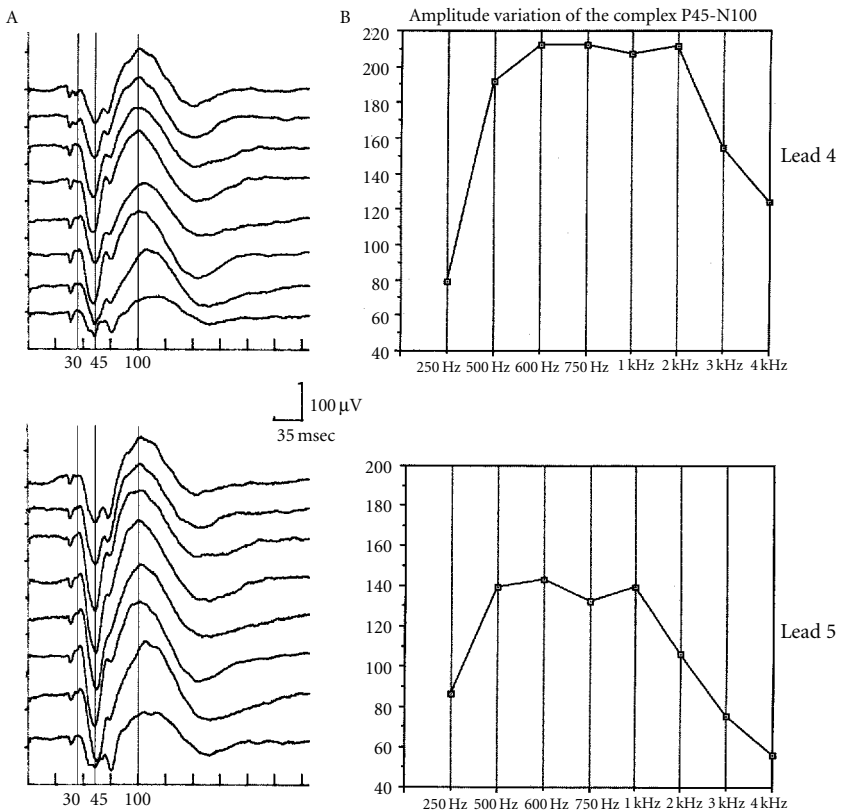 A
30 45 100
100 µV
35 msec
30 45 100
B
Amplitude variation of the complex P45-N100
220
200
180
160
140
120
100
80
60
40
250 Hz 500 Hz 600 Hz 750 Hz 1 kHz 2 kHz 3 kHz 4 kHz
Lead 4
200
180
160
140
120
100
80
60
40
250 Hz 500 Hz 600 Hz 750 Hz 1 kHz 2 kHz 3 kHz 4 kHz
Lead 5